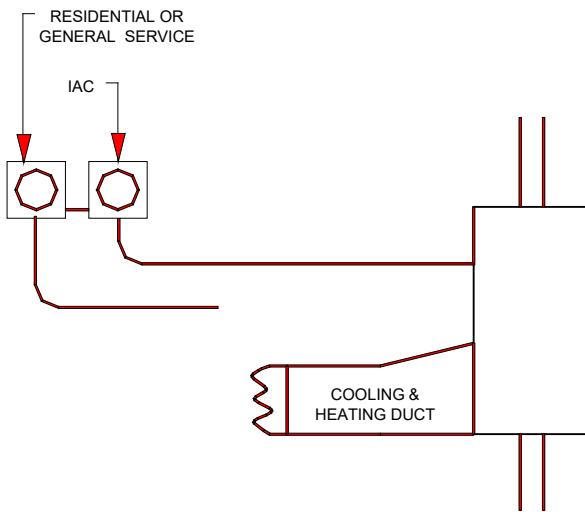 RESIDENTIAL OR
GENERAL SERVICE
IAC
COOLING &
HEATING DUCT